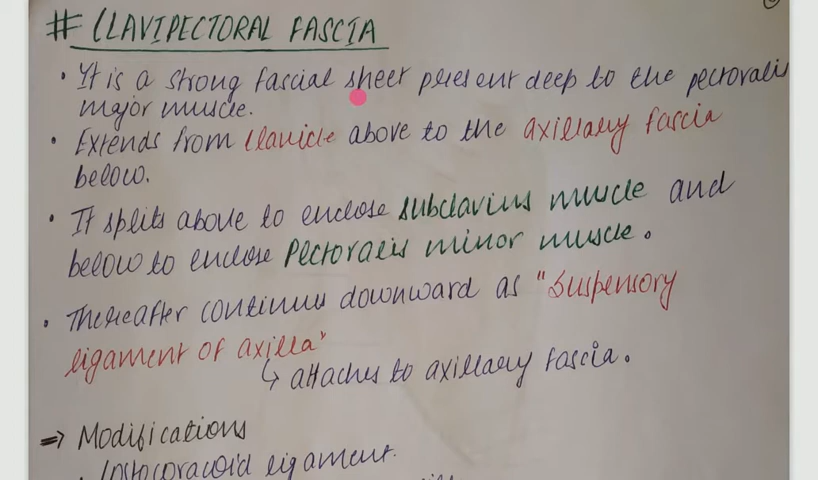 # CLAVIPECTORAL FASCIA
• It is a strong fascial sheet present deep to the pectoralis
major muscle.
• Extends from clavicle above to the axillary fascia
below.
• It splits above to enclose subclavius muscle and
below to enclose Pectoralis minor muscle.
• Thereafter continues downward as "Suspensory
ligament of axilla"
↳ attaches to axillary fascia.
⇒ Modifications
• Costocoracoid ligament.